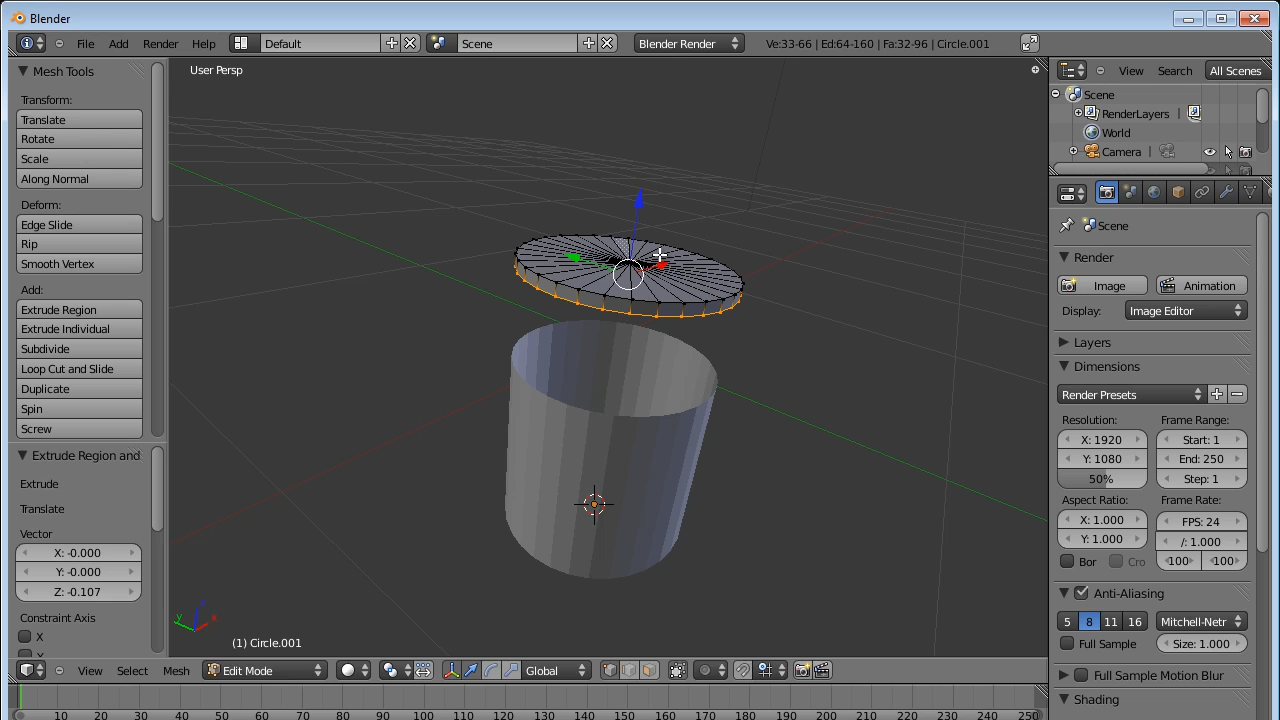 Blender
File Add Render Help Default Scene Blender Render Ve:33-66 | Ed:64-160 | Fa:32-96 | Circle.001
Mesh Tools
Transform:
Translate
Rotate
Scale
Along Normal
Deform:
Edge Slide
Rip
Smooth Vertex
Add:
Extrude Region
Extrude Individual
Subdivide
Loop Cut and Slide
Duplicate
Spin
Screw
Extrude Region and
Extrude
Translate
Vector
X: -0.000
Y: -0.000
Z: -0.107
Constraint Axis
X
User Persp
y
x
(1) Circle.001
View Select Mesh Edit Mode Global
10 20 30 40 50 60 70 80 90 100 110 120 130 140 150 160 170 180 190 200 210 220 230 240 250
View Search All Scenes
Scene
RenderLayers |
World
Camera |
Scene
Render
Image Animation
Display: Image Editor
Layers
Dimensions
Render Presets
Resolution: Frame Range:
X: 1920 Start: 1
Y: 1080 End: 250
50% Step: 1
Aspect Ratio: Frame Rate:
X: 1.000 FPS: 24
Y: 1.000 /: 1.000
Bor Cro 100 100
Anti-Aliasing
5 8 11 16 Mitchell-Netr
Full Sample Size: 1.000
Full Sample Motion Blur
Shading